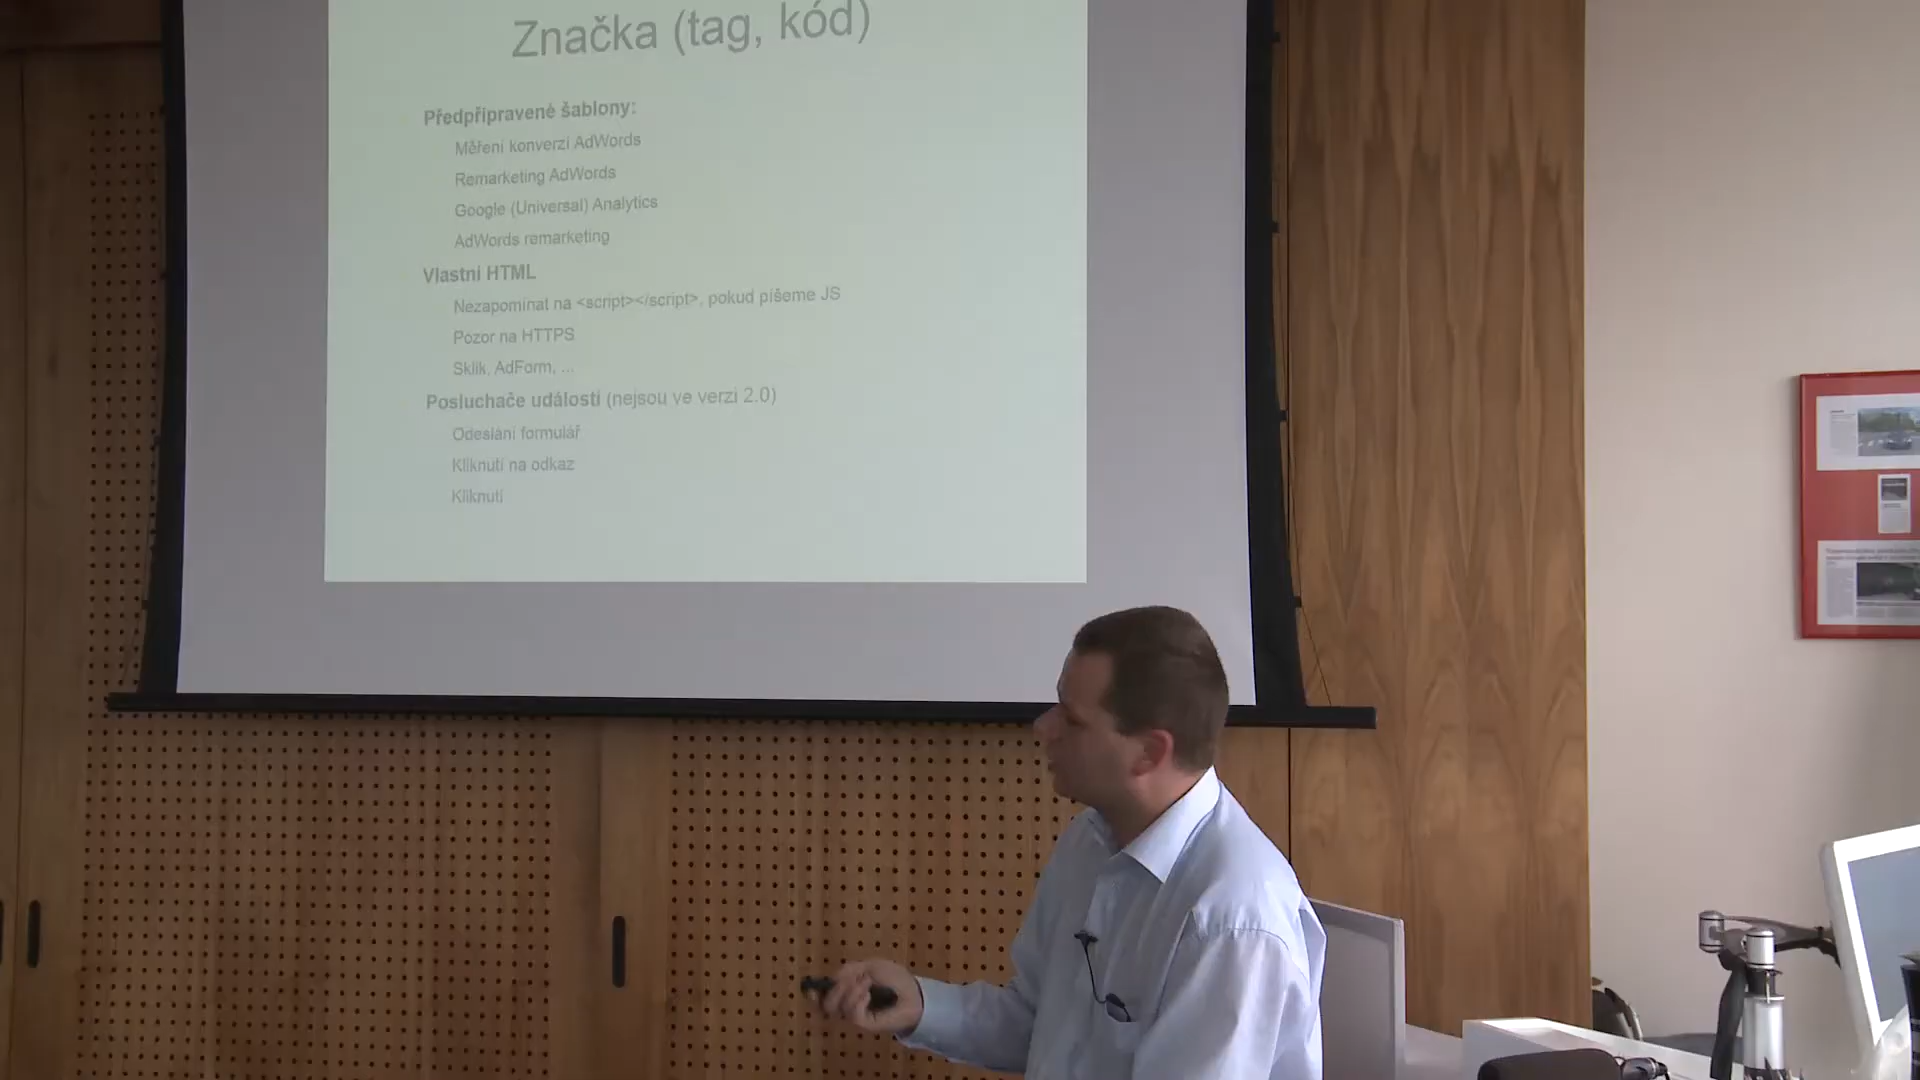 Značka (tag, kód)
Předpřipravené šablony:
Měření konverzí AdWords
Remarketing AdWords
Google (Universal) Analytics
AdWords remarketing
Vlastní HTML
Nezapomínat na <script></script>, pokud píšeme JS
Pozor na HTTPS
Sklik, AdForm, ...
Posluchače událostí (nejsou ve verzi 2.0)
Odeslání formulář
Kliknutí na odkaz
Kliknutí